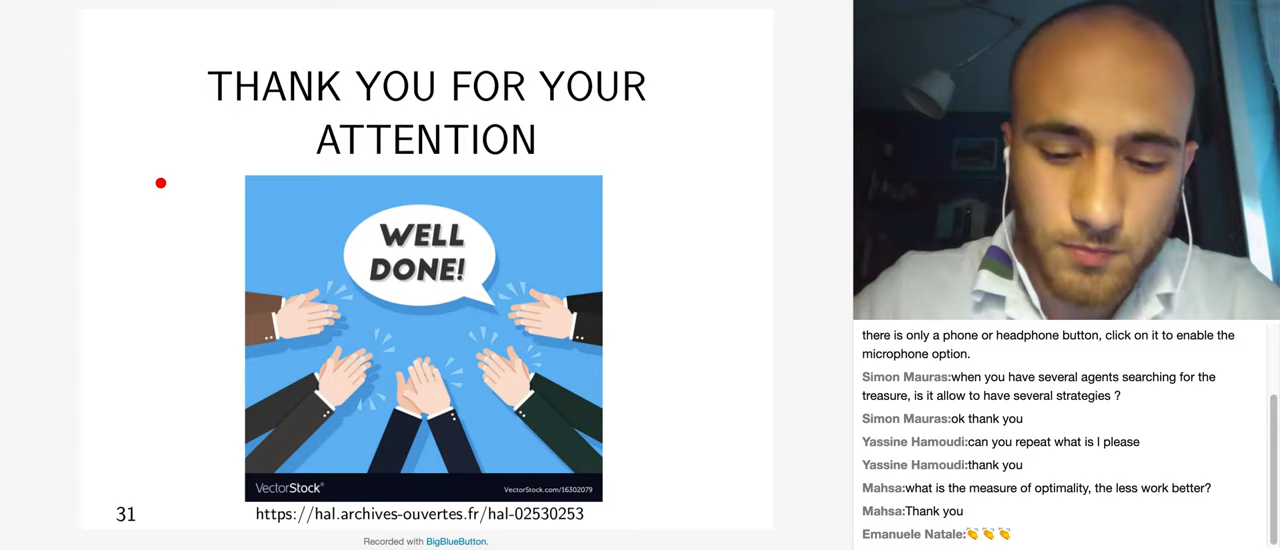 THANK YOU FOR YOUR
ATTENTION
WELL
DONE!
VectorStock®
VectorStock.com/16302079
31
https://hal.archives-ouvertes.fr/hal-02530253
Recorded with BigBlueButton.
there is only a phone or headphone button, click on it to enable the
microphone option.
Simon Mauras:when you have several agents searching for the
treasure, is it allow to have several strategies ?
Simon Mauras:ok thank you
Yassine Hamoudi:can you repeat what is l please
Yassine Hamoudi:thank you
Mahsa:what is the measure of optimality, the less work better?
Mahsa:Thank you
Emanuele Natale:👏👏👏